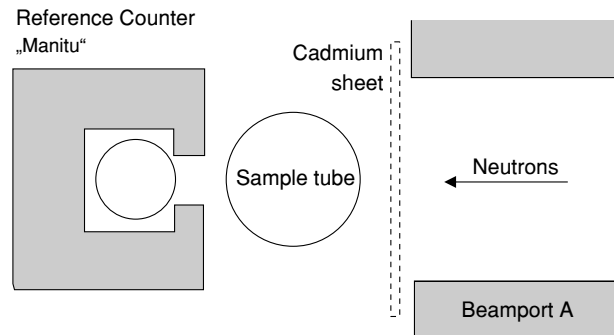 Reference Counter
„Manitu“
Cadmium
sheet
Sample tube
Neutrons
Beamport A